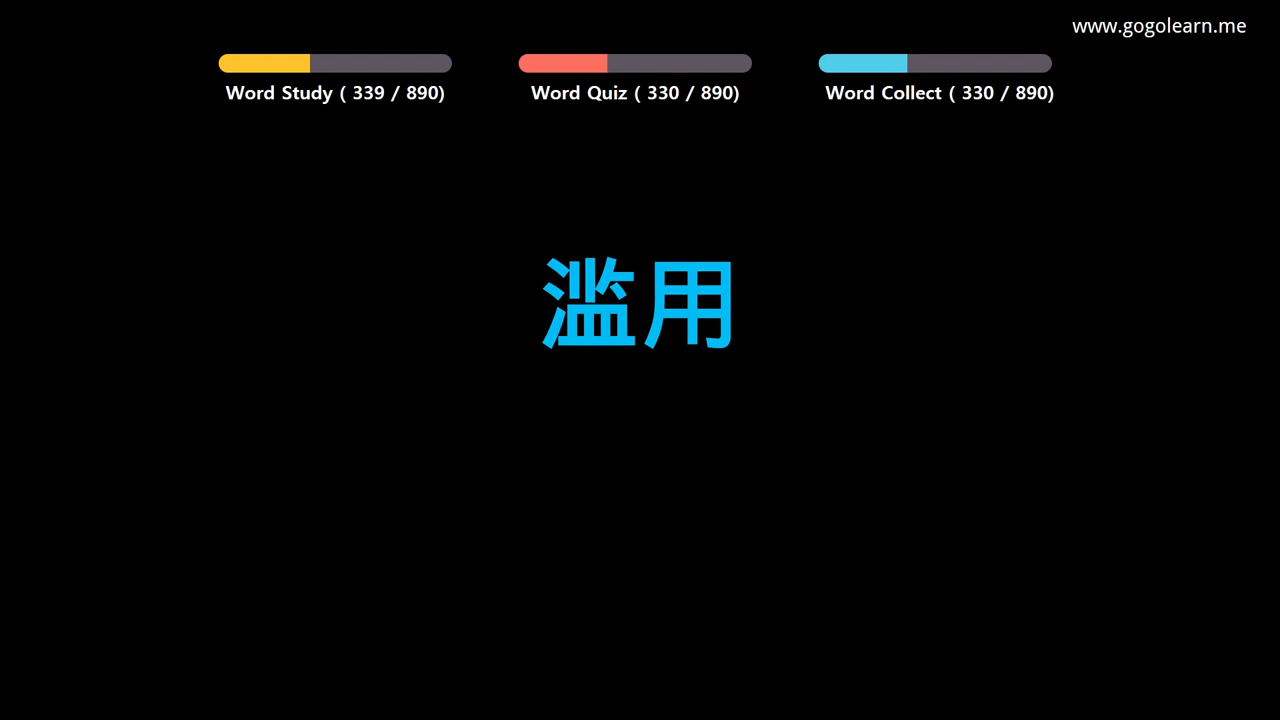 www.gogolearn.me
Word Study ( 339 / 890)
Word Quiz ( 330 / 890)
Word Collect ( 330 / 890)
滥用